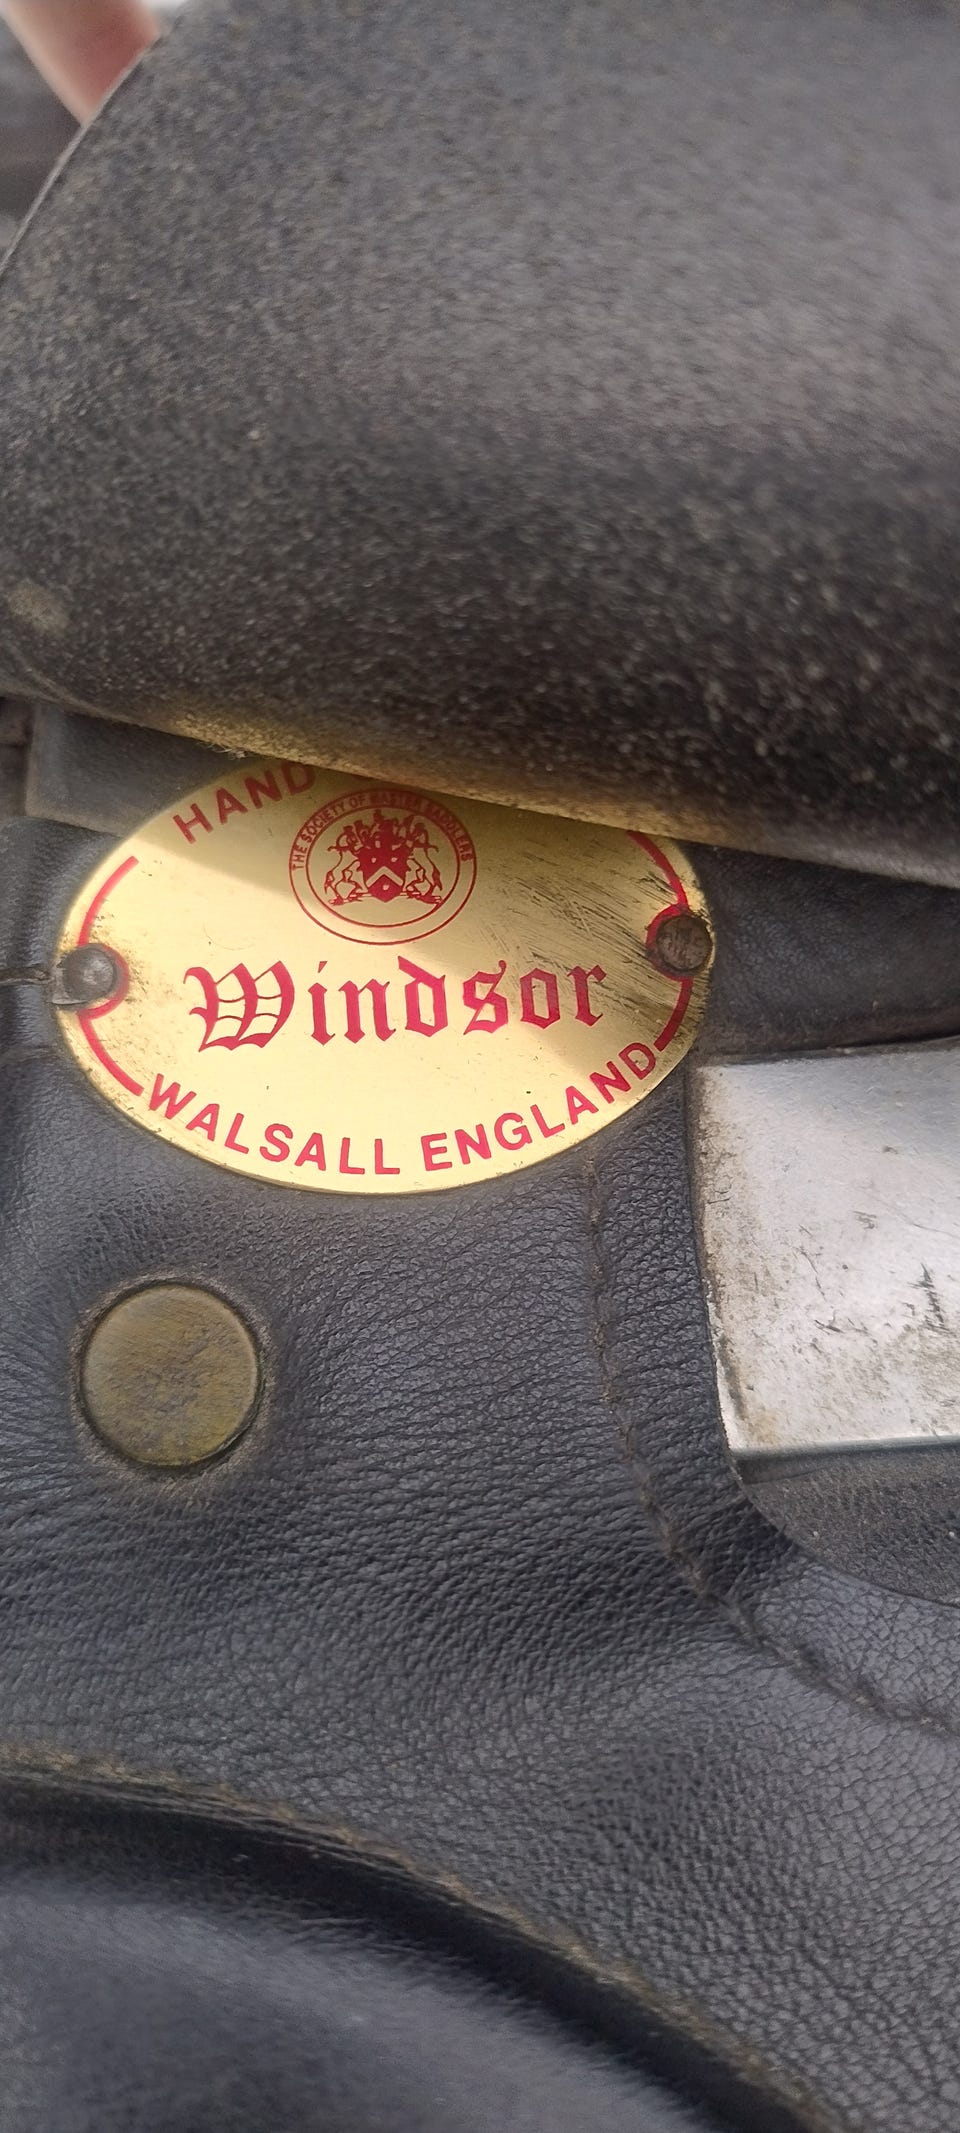 HAND
THE SOCIETY OF MASTER SADDLERS
Windsor
WALSALL ENGLAND